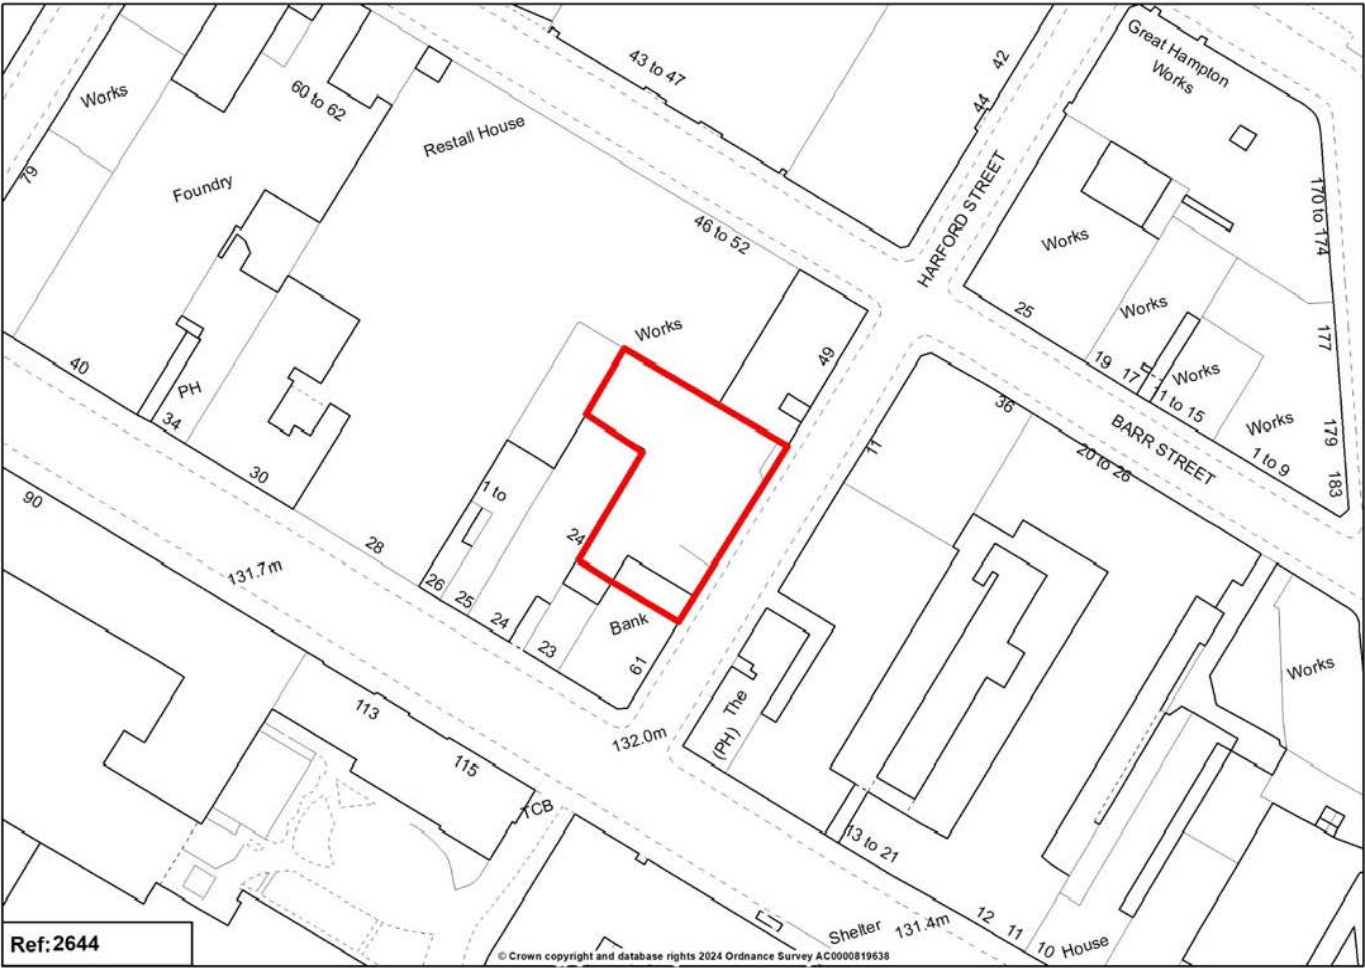 43 to 47
42
44
Great Hampton
Works
Works
60 to 62
Restall House
79
Foundry
170 to 174
46 to 52
HARFORD STREET
Works
Works
25
Works
49
177
40
PH
34
19
17
Works
11 to 15
36
BARR STREET
Works
179
1 to 9
183
11
20 to 26
30
1 to
90
24
28
131.7m
26
25
24
23
Bank
61
Works
The
(PH)
132.0m
113
115
TCB
13 to 21
Shelter
131.4m
12
11
10
House
Ref:2644
© Crown copyright and database rights 2024 Ordnance Survey AC0000819638